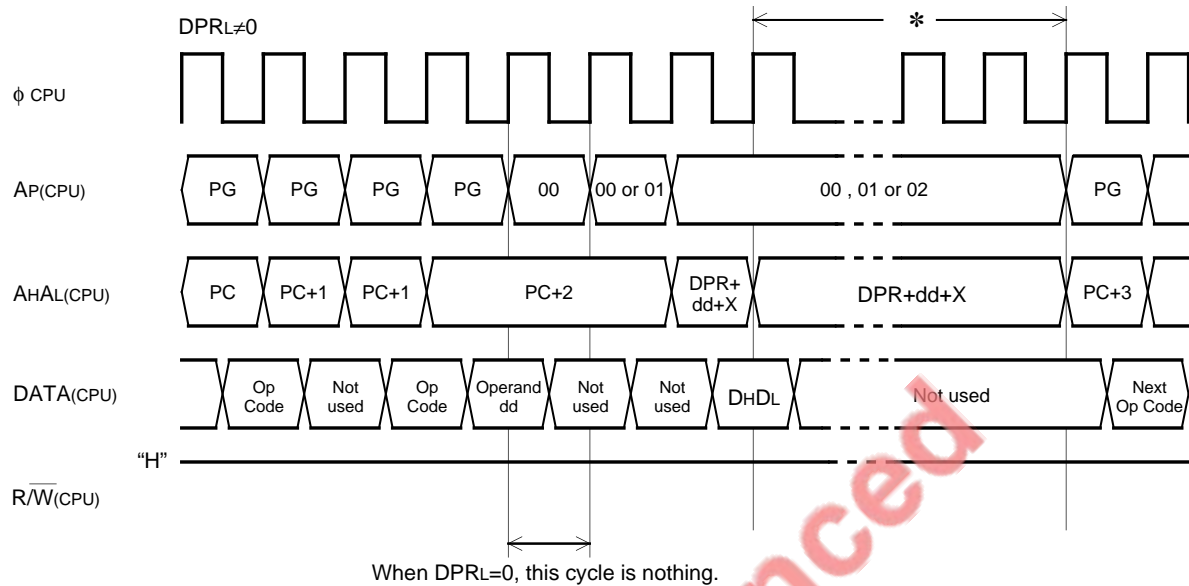 DPRL≠0
*
ϕ CPU
AP(CPU)
PG PG PG PG 00 00 or 01 00 , 01 or 02 PG
AHAL(CPU)
PC PC+1 PC+1 PC+2 DPR+
dd+X DPR+dd+X PC+3
DATA(CPU)
Op
Code Not
used Op
Code Operand
dd Not
used Not
used DHDL Not used Next
Op Code
“H”
R/W(CPU)
When DPRL=0, this cycle is nothing.
nced